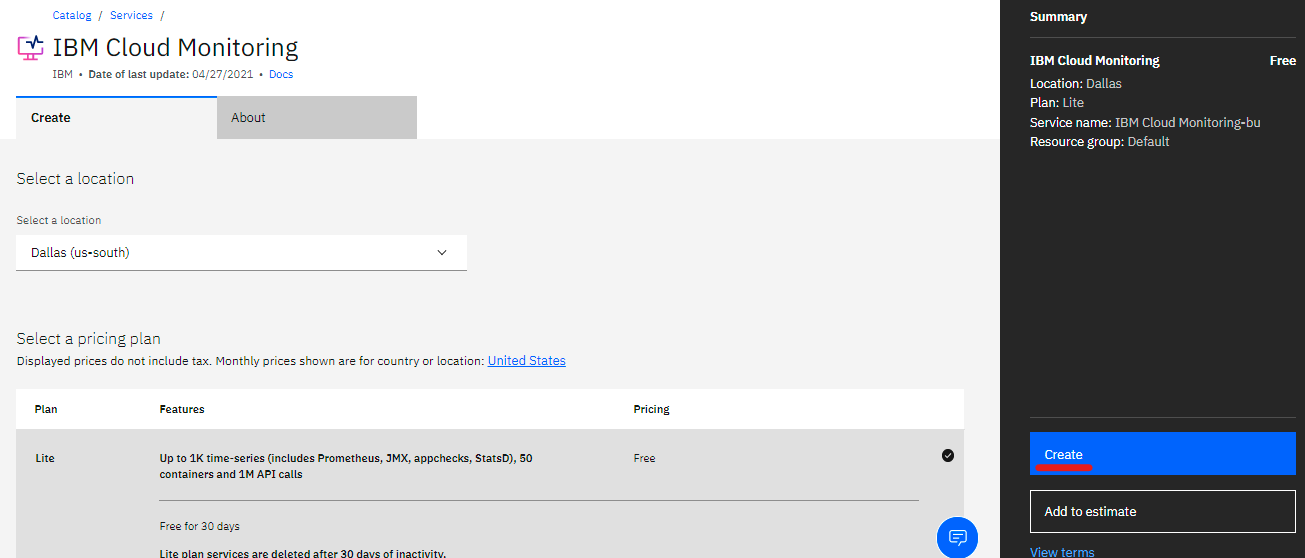 Catalog / Services /
IBM Cloud Monitoring
IBM • Date of last update: 04/27/2021 • Docs
Create
About
Select a location
Select a location
Dallas (us-south)
Select a pricing plan
Displayed prices do not include tax. Monthly prices shown are for country or location: United States
Plan Features Pricing
Lite Up to 1K time-series (includes Prometheus, JMX, appchecks, StatsD), 50 Free
containers and 1M API calls
Free for 30 days
Lite plan services are deleted after 30 days of inactivity.
Summary
IBM Cloud Monitoring Free
Location: Dallas
Plan: Lite
Service name: IBM Cloud Monitoring-bu
Resource group: Default
Create
Add to estimate
View terms